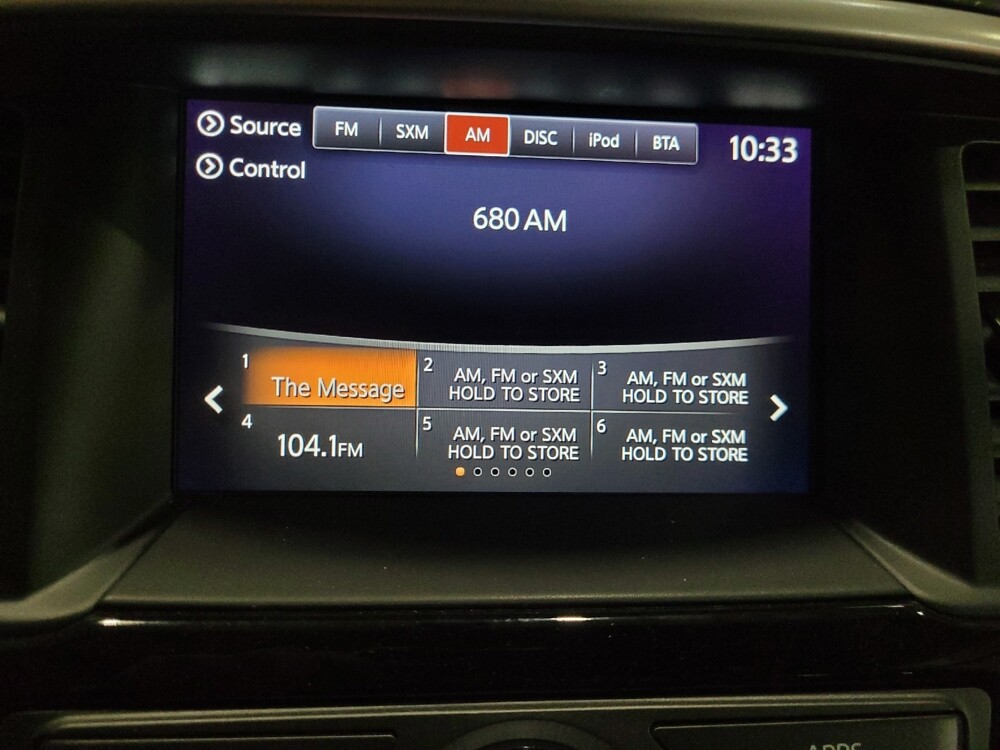 Source FM SXM AM DISC iPod BTA 10:33
Control
680 AM
1 The Message
2 AM, FM or SXM
HOLD TO STORE
3 AM, FM or SXM
HOLD TO STORE
4 104.1FM
5 AM, FM or SXM
HOLD TO STORE
6 AM, FM or SXM
HOLD TO STORE